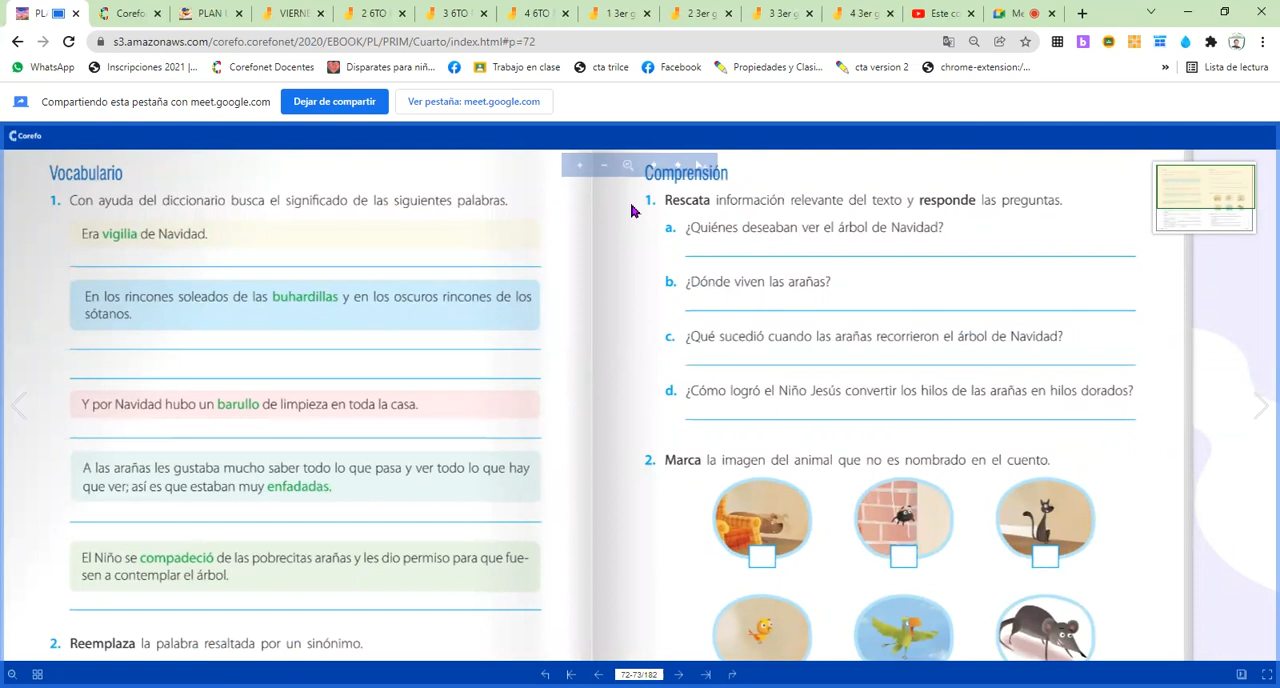 PL
Corefo
PLAN
VIERNE
2 6TO
3 6TO
4 6TO
1 3er g
2 3er g
3 3er g
4 3er g
Este c
Me
s3.amazonaws.com/corefo.corefonet/2020/EBOOK/PL/PRIM/Cuarto/index.html#p=72
WhatsApp
Inscripciones 2021 |...
Corefonet Docentes
Disparates para niñ...
Trabajo en clase
cta trilce
Facebook
Propiedades y Clasi...
cta version 2
chrome-extension:/...
»
Lista de lectura
Compartiendo esta pestaña con meet.google.com
Dejar de compartir
Ver pestaña: meet.google.com
Corefo
Vocabulario
1. Con ayuda del diccionario busca el significado de las siguientes palabras.
Era vigilia de Navidad.
En los rincones soleados de las buhardillas y en los oscuros rincones de los
sótanos.
Y por Navidad hubo un barullo de limpieza en toda la casa.
A las arañas les gustaba mucho saber todo lo que pasa y ver todo lo que hay
que ver; así es que estaban muy enfadadas.
El Niño se compadeció de las pobrecitas arañas y les dio permiso para que fue-
sen a contemplar el árbol.
2. Reemplaza la palabra resaltada por un sinónimo.
Comprensión
1. Rescata información relevante del texto y responde las preguntas.
a. ¿Quiénes deseaban ver el árbol de Navidad?
b. ¿Dónde viven las arañas?
c. ¿Qué sucedió cuando las arañas recorrieron el árbol de Navidad?
d. ¿Cómo logró el Niño Jesús convertir los hilos de las arañas en hilos dorados?
2. Marca la imagen del animal que no es nombrado en el cuento.
72-73/182